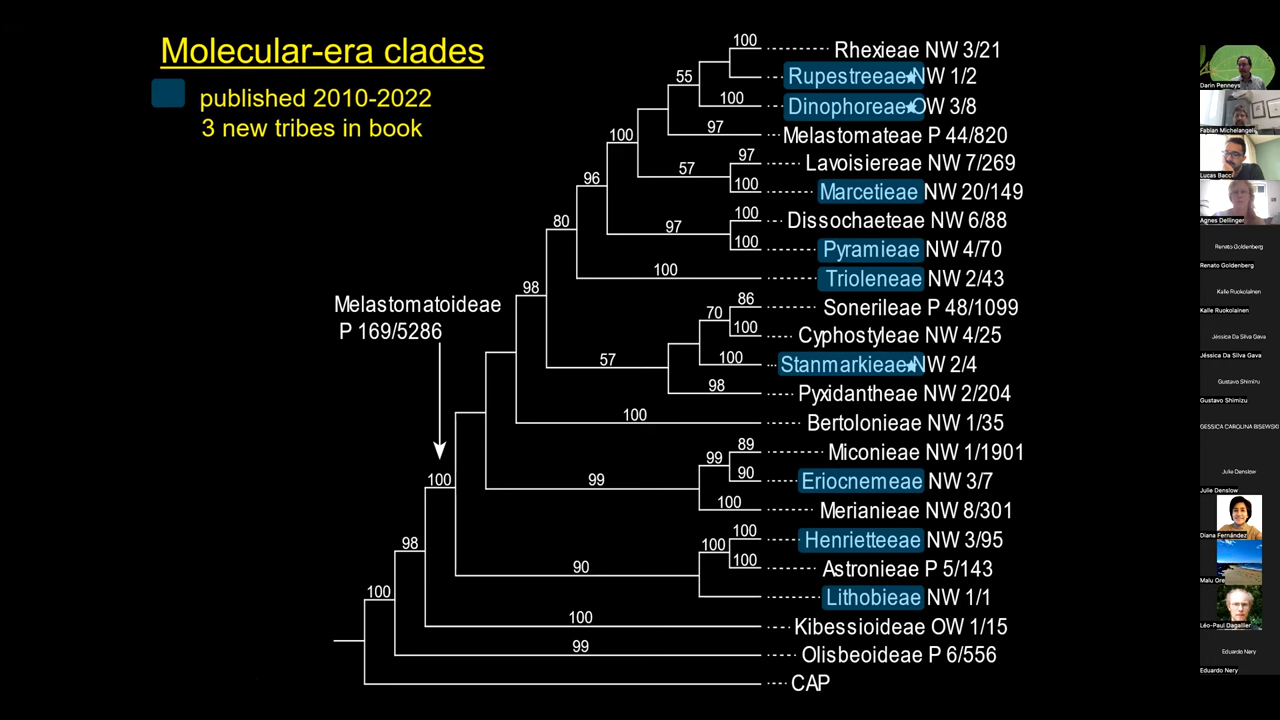 Molecular-era clades
published 2010-2022
3 new tribes in book
100
Rhexieae NW 3/21
55
Rupestreeae★NW 1/2
100
Dinophoreae★OW 3/8
97
Melastomateae P 44/820
100
97
Lavoisiereae NW 7/269
57
100
Marcetieae NW 20/149
96
100
Dissochaeteae NW 6/88
80
97
100
Pyramieae NW 4/70
100
Trioleneae NW 2/43
98
86
Sonerileae P 48/1099
70
100
Cyphostyleae NW 4/25
57
100
Stanmarkieae★NW 2/4
98
Pyxidantheae NW 2/204
100
Bertolonieae NW 1/35
Melastomatoideae
P 169/5286
89
Miconieae NW 1/1901
99
90
Eriocnemeae NW 3/7
100
99
100
Merianieae NW 8/301
100
Henrietteeae NW 3/95
98
100
100
Astronieae P 5/143
90
Lithobieae NW 1/1
100
100
Kibessioideae OW 1/15
99
Olisbeoideae P 6/556
CAP
Darin Penneys
Fabian Michelangeli
Lucas Bacci
Agnes Dellinger
Renato Goldenberg
Renato Goldenberg
Kalle Ruokolainen
Kalle Ruokolainen
Jéssica Da Silva Gava
Jéssica Da Silva Gava
Gustavo Shimizu
Gustavo Shimizu
GESSICA CAROLINA BISEWSKI
Julie Denslow
Julie Denslow
Diana Fernández
Malu Ore
Léo-Paul Dagallier
Eduardo Nery
Eduardo Nery